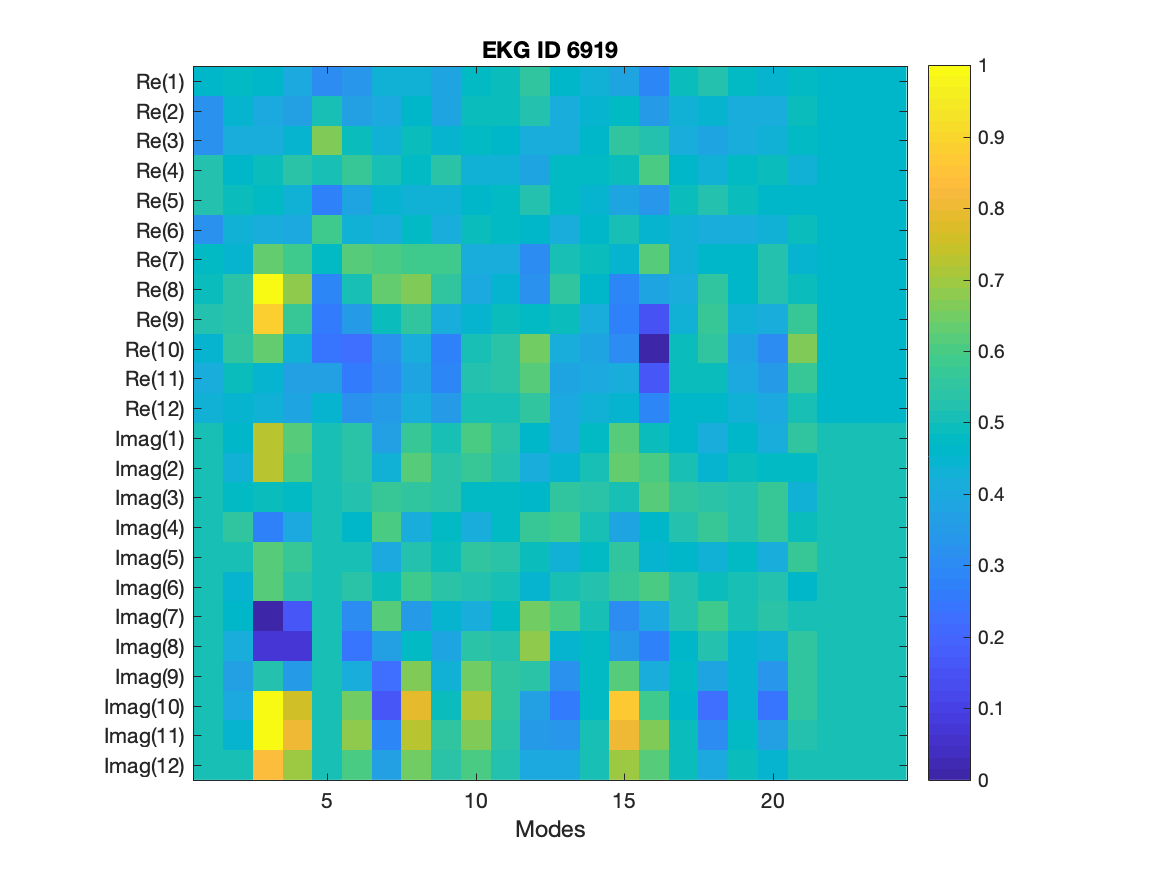 EKG ID 6919
Re(1)
Re(2)
Re(3)
Re(4)
Re(5)
Re(6)
Re(7)
Re(8)
Re(9)
Re(10)
Re(11)
Re(12)
Imag(1)
Imag(2)
Imag(3)
Imag(4)
Imag(5)
Imag(6)
Imag(7)
Imag(8)
Imag(9)
Imag(10)
Imag(11)
Imag(12)
5 10 15 20
Modes
1
0.9
0.8
0.7
0.6
0.5
0.4
0.3
0.2
0.1
0